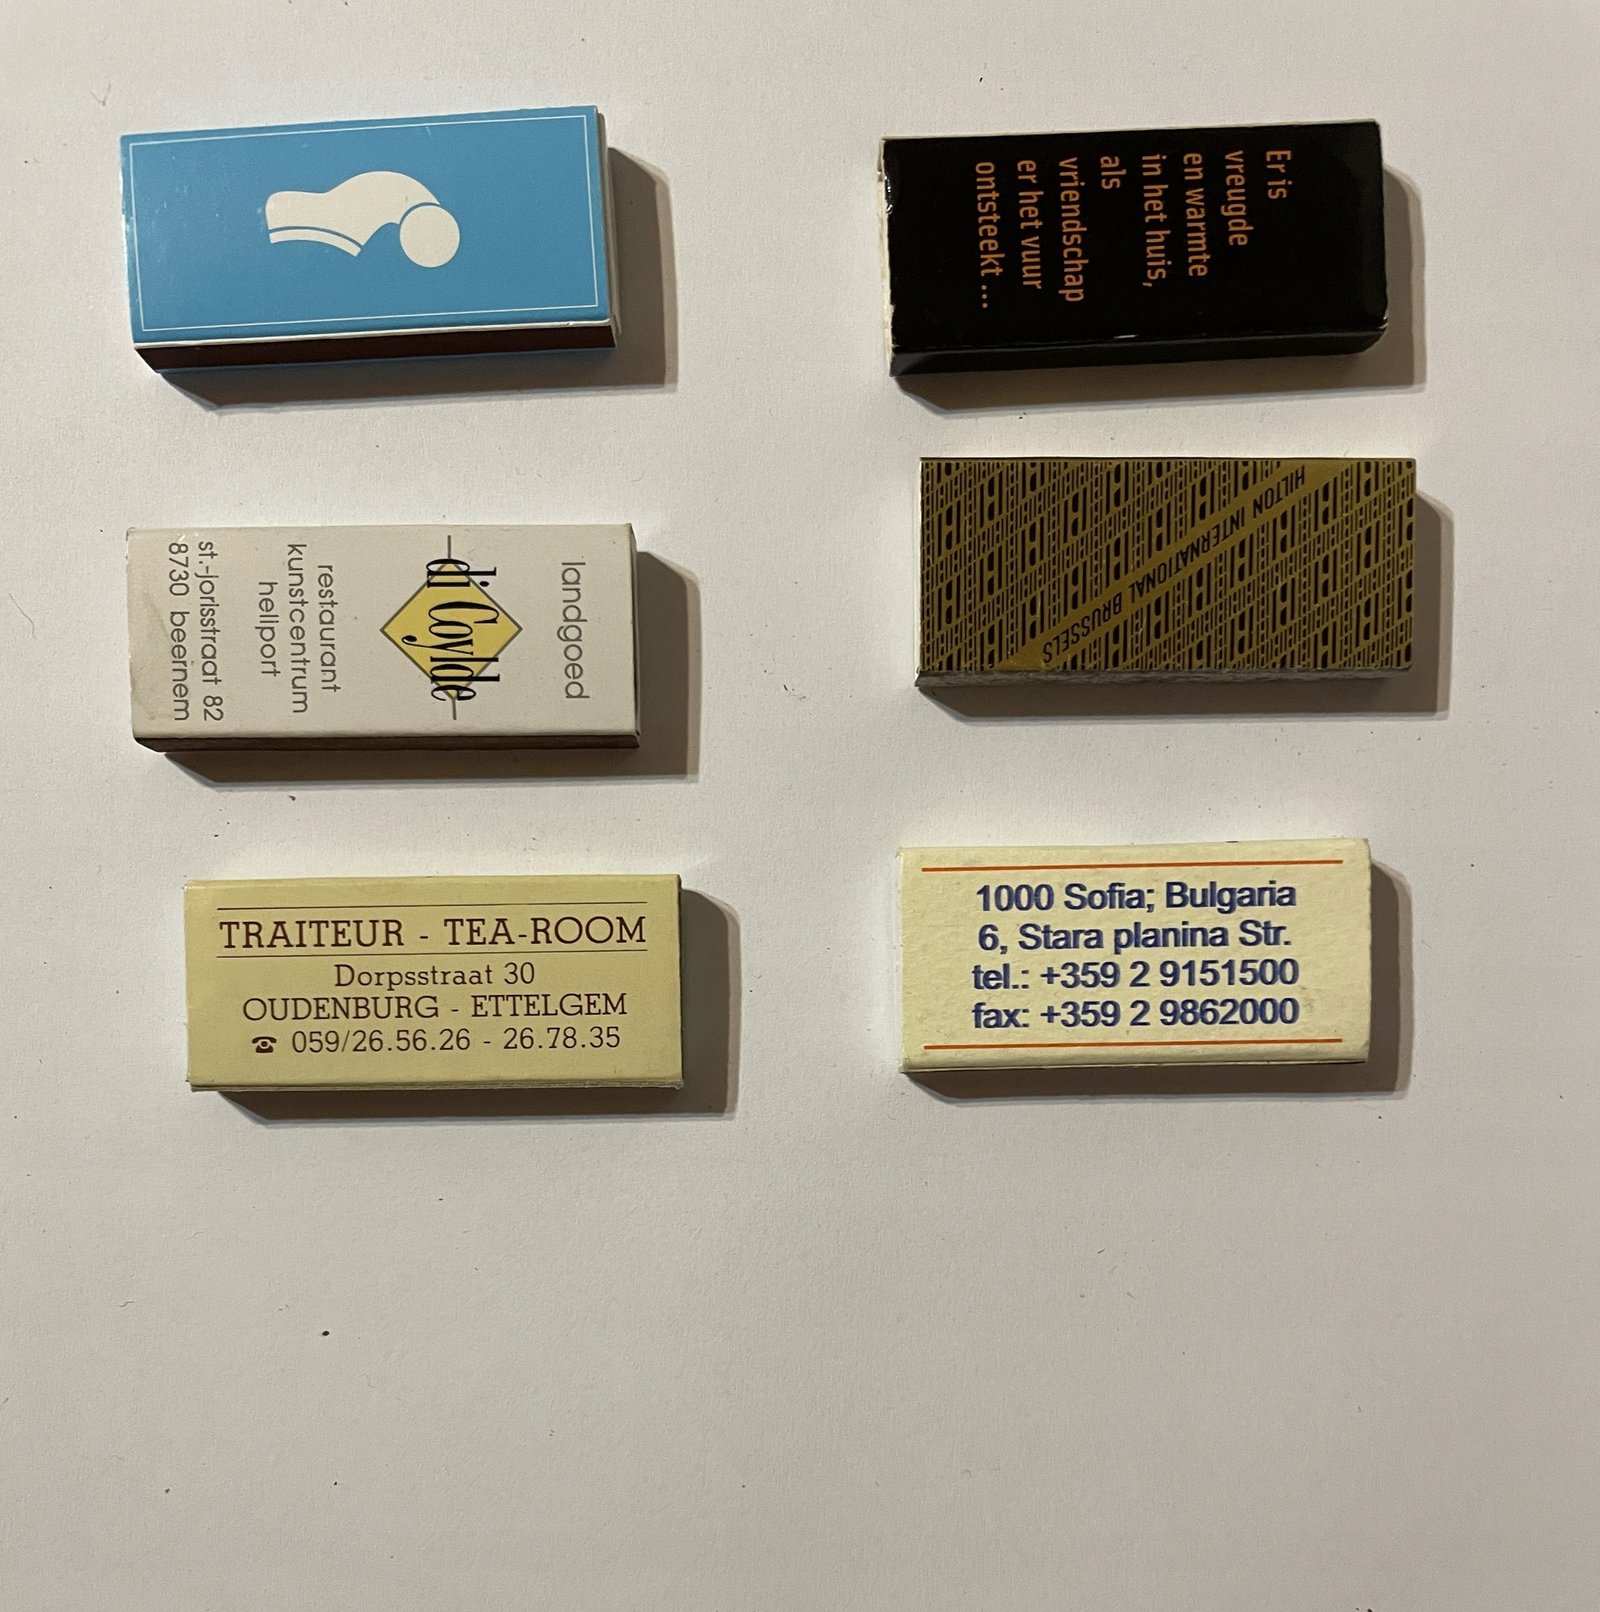 Er is
vreugde
en warmte
in het huis,
als
vriendschap
er het vuur
ontsteekt ...
landgoed
di Coylde
restaurant
kunstcentrum
heliport
st.-jorisstraat 82
8730 beernem
HILTON INTERNATIONAL BRUSSELS
TRAITEUR - TEA-ROOM
Dorpsstraat 30
OUDENBURG - ETTELGEM
☎ 059/26.56.26 - 26.78.35
1000 Sofia; Bulgaria
6, Stara planina Str.
tel.: +359 2 9151500
fax: +359 2 9862000